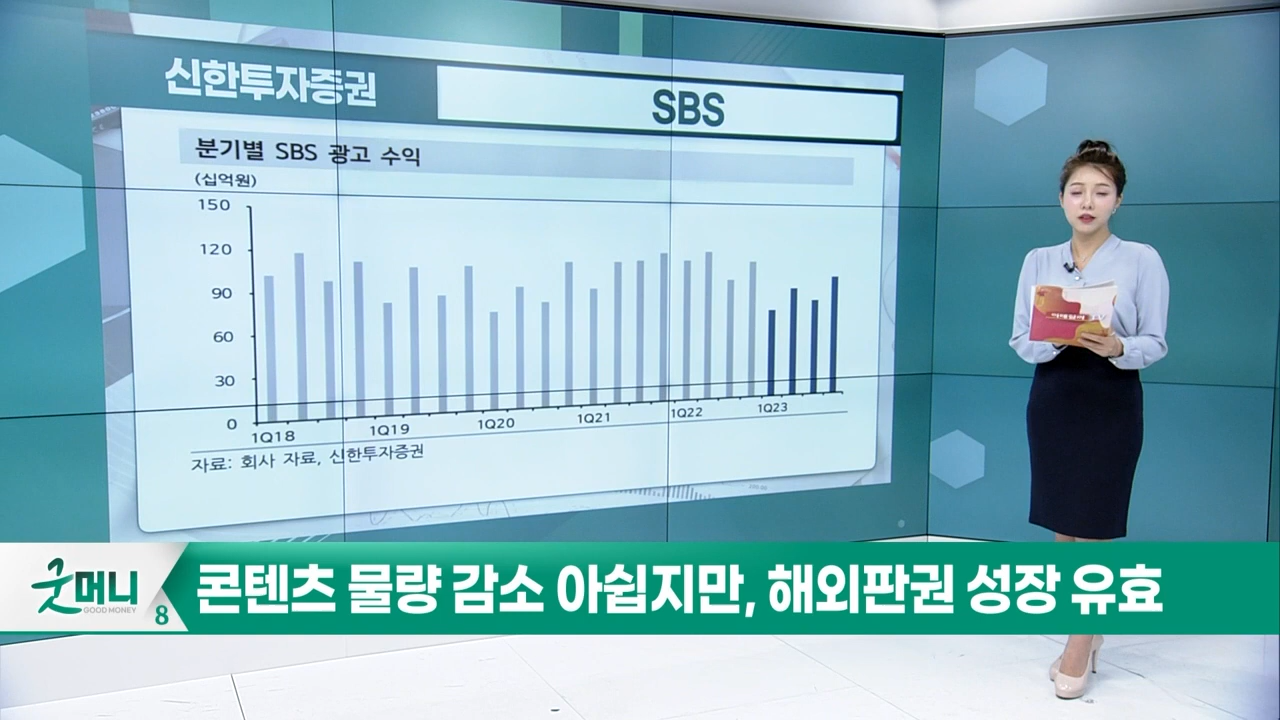 신한투자증권
SBS
분기별 SBS 광고 수익
(십억원)
150
120
90
60
30
0
1Q18 1Q19 1Q20 1Q21 1Q22 1Q23
자료: 회사 자료, 신한투자증권
굿머니
GOOD MONEY
8
콘텐츠 물량 감소 아쉽지만, 해외판권 성장 유효